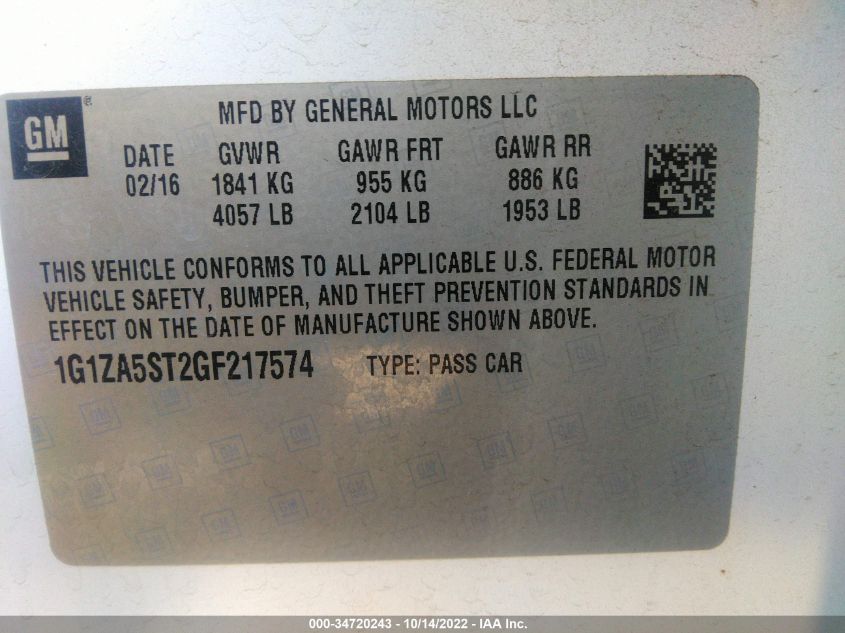 GM
MFD BY GENERAL MOTORS LLC
DATE GVWR GAWR FRT GAWR RR
02/16 1841 KG 955 KG 886 KG
4057 LB 2104 LB 1953 LB
THIS VEHICLE CONFORMS TO ALL APPLICABLE U.S. FEDERAL MOTOR
VEHICLE SAFETY, BUMPER, AND THEFT PREVENTION STANDARDS IN
EFFECT ON THE DATE OF MANUFACTURE SHOWN ABOVE.
1G1ZA5ST2GF217574 TYPE: PASS CAR
000-34720243 - 10/14/2022 - IAA Inc.